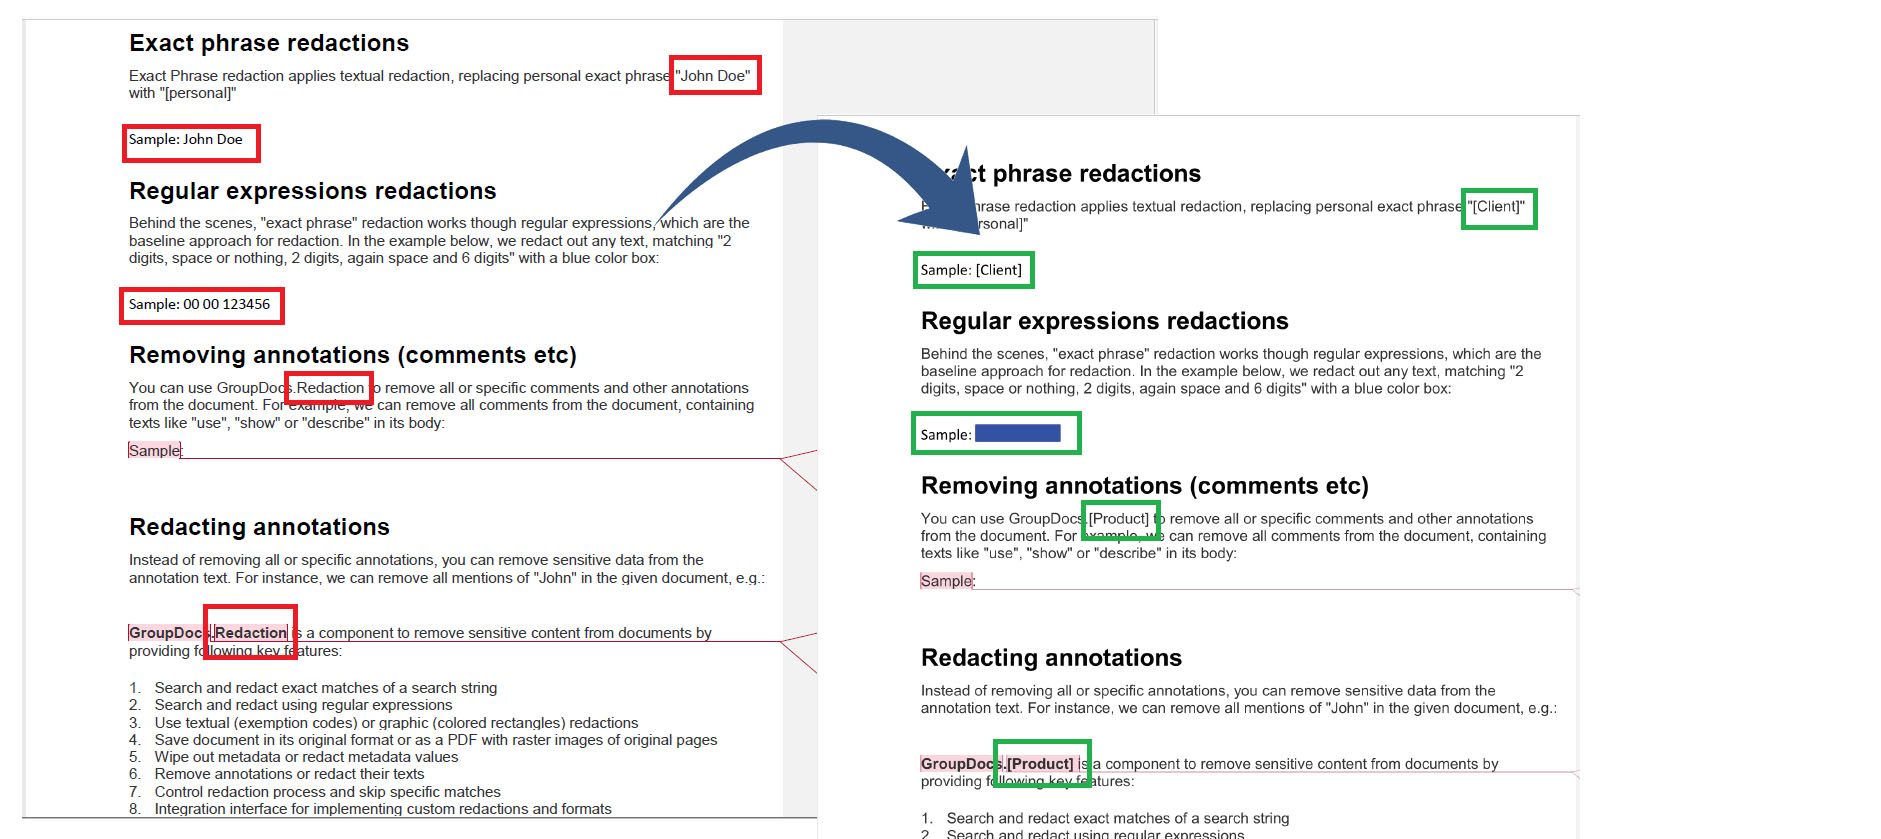 Exact phrase redactions
Exact Phrase redaction applies textual redaction, replacing personal exact phrase "John Doe"
with "[personal]"
Sample: John Doe
Regular expressions redactions
Behind the scenes, "exact phrase" redaction works though regular expressions, which are the
baseline approach for redaction. In the example below, we redact out any text, matching "2
digits, space or nothing, 2 digits, again space and 6 digits" with a blue color box:
Sample: 00 00 123456
Removing annotations (comments etc)
You can use GroupDocs.Redaction to remove all or specific comments and other annotations
from the document. For example, we can remove all comments from the document, containing
texts like "use", "show" or "describe" in its body:
Sample:
Redacting annotations
Instead of removing all or specific annotations, you can remove sensitive data from the
annotation text. For instance, we can remove all mentions of "John" in the given document, e.g.:
GroupDocs.Redaction is a component to remove sensitive content from documents by
providing following key features:
1. Search and redact exact matches of a search string
2. Search and redact using regular expressions
3. Use textual (exemption codes) or graphic (colored rectangles) redactions
4. Save document in its original format or as a PDF with raster images of original pages
5. Wipe out metadata or redact metadata values
6. Remove annotations or redact their texts
7. Control redaction process and skip specific matches
8. Integration interface for implementing custom redactions and formats
phrase redactions
redaction applies textual redaction, replacing personal exact phrase "[Client]"
Sample: [Client]
Regular expressions redactions
Behind the scenes, "exact phrase" redaction works though regular expressions, which are the
baseline approach for redaction. In the example below, we redact out any text, matching "2
digits, space or nothing, 2 digits, again space and 6 digits" with a blue color box:
Sample:
Removing annotations (comments etc)
You can use GroupDocs.[Product] to remove all or specific comments and other annotations
from the document. For example, we can remove all comments from the document, containing
texts like "use", "show" or "describe" in its body:
Sample:
Redacting annotations
Instead of removing all or specific annotations, you can remove sensitive data from the
annotation text. For instance, we can remove all mentions of "John" in the given document, e.g.:
GroupDocs.[Product] is a component to remove sensitive content from documents by
providing following key features:
1. Search and redact exact matches of a search string
2. Search and redact using regular expressions